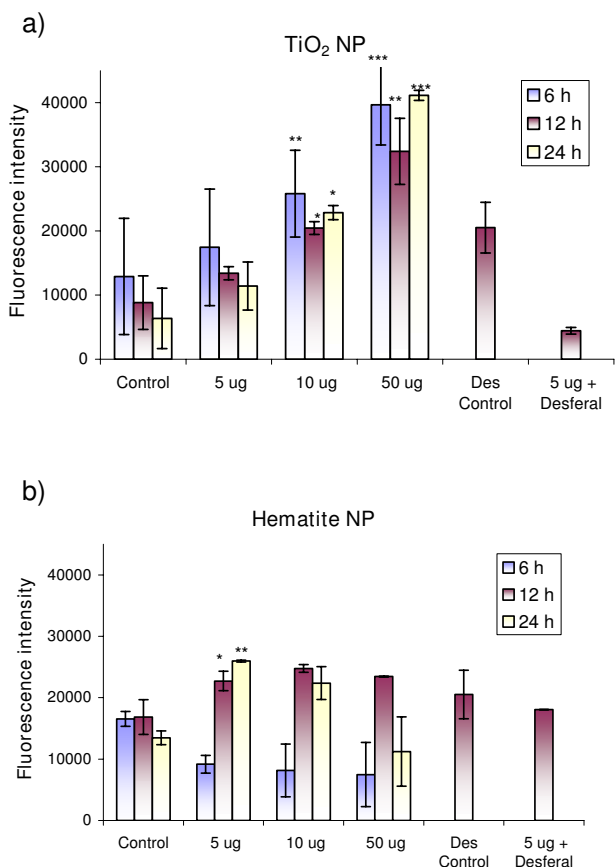 a)
TiO₂ NP
Fluorescence intensity
40000
30000
20000
10000
0
***
**
***
**
*
*
6 h
12 h
24 h
Control
5 ug
10 ug
50 ug
Des Control
5 ug + Desferal
b)
Hematite NP
Fluorescence intensity
40000
30000
20000
10000
0
*
**
6 h
12 h
24 h
Control
5 ug
10 ug
50 ug
Des Control
5 ug + Desferal